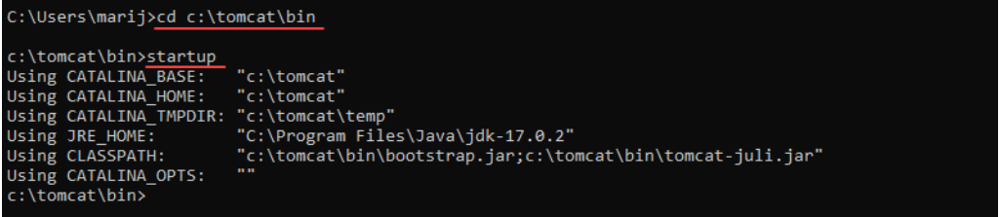 C:\Users\marij>cd c:\tomcat\bin
c:\tomcat\bin>startup
Using CATALINA_BASE:   "c:\tomcat"
Using CATALINA_HOME:   "c:\tomcat"
Using CATALINA_TMPDIR: "c:\tomcat\temp"
Using JRE_HOME:        "C:\Program Files\Java\jdk-17.0.2"
Using CLASSPATH:       "c:\tomcat\bin\bootstrap.jar;c:\tomcat\bin\tomcat-juli.jar"
Using CATALINA_OPTS:   ""
c:\tomcat\bin>